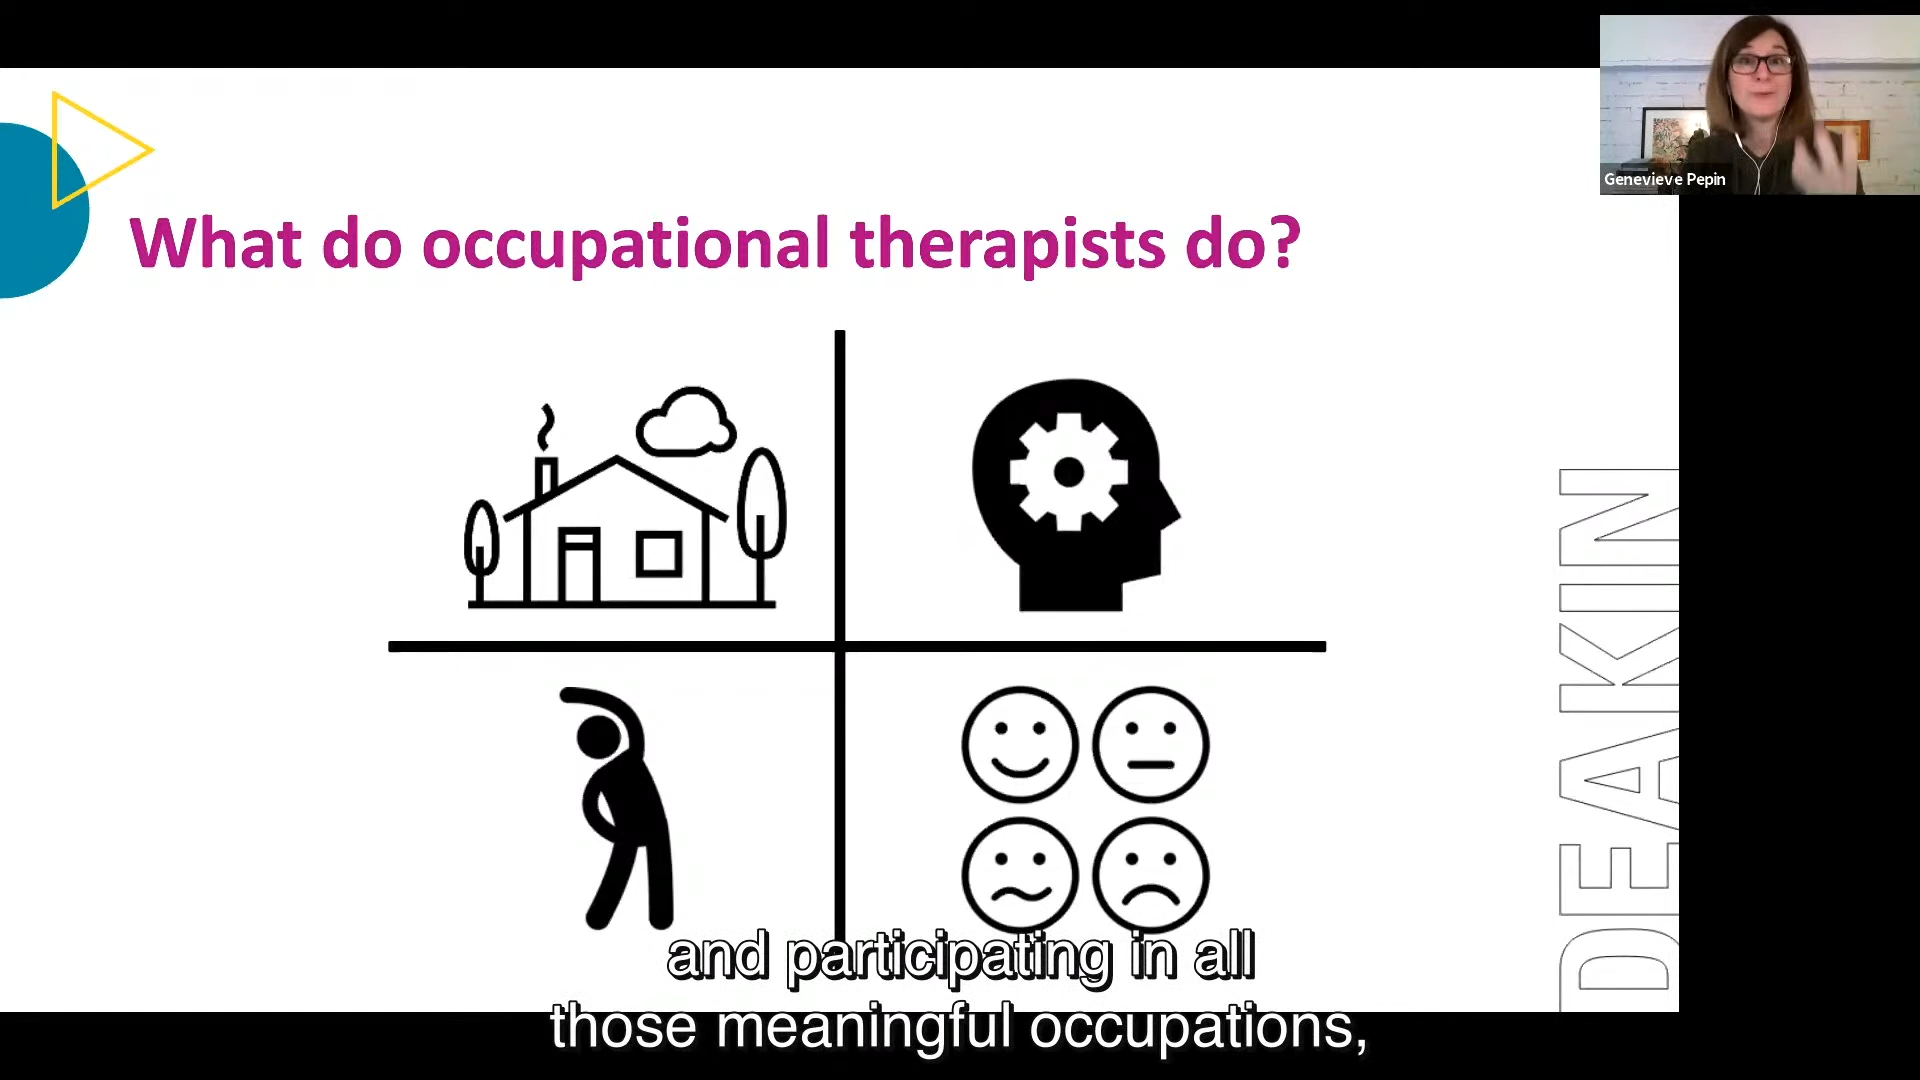 Genevieve Pepin
What do occupational therapists do?
DEAKIN
and participating in all
those meaningful occupations,